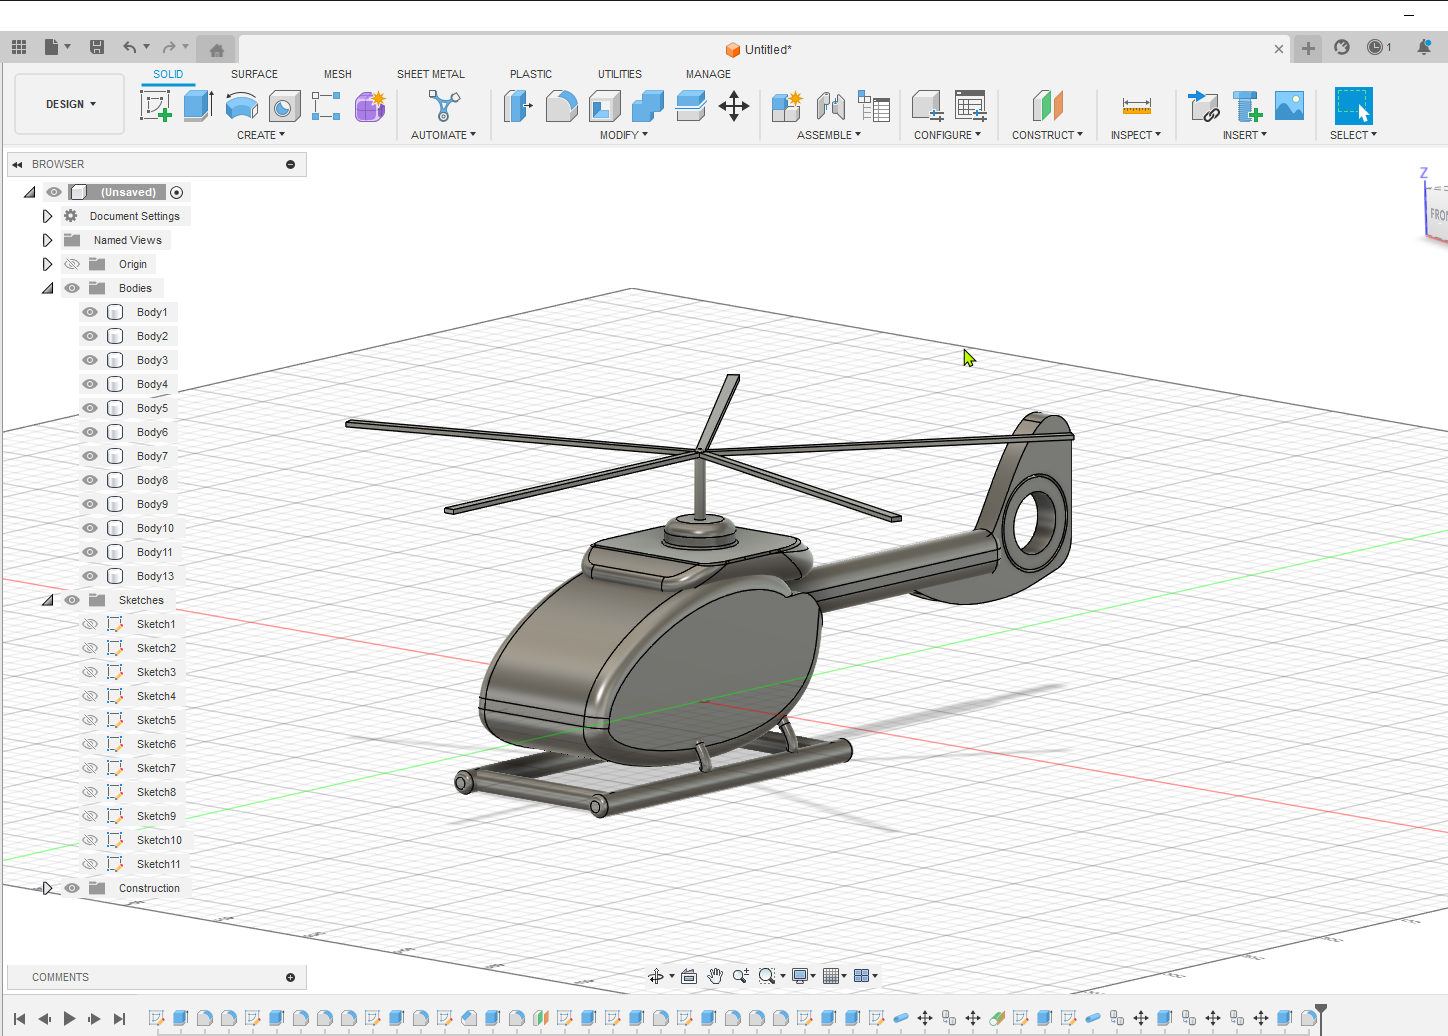 Untitled*
1
DESIGN
SOLID
SURFACE
MESH
SHEET METAL
PLASTIC
UTILITIES
MANAGE
CREATE
AUTOMATE
MODIFY
ASSEMBLE
CONFIGURE
CONSTRUCT
INSPECT
INSERT
SELECT
BROWSER
(Unsaved)
Document Settings
Named Views
Origin
Bodies
Body1
Body2
Body3
Body4
Body5
Body6
Body7
Body8
Body9
Body10
Body11
Body13
Sketches
Sketch1
Sketch2
Sketch3
Sketch4
Sketch5
Sketch6
Sketch7
Sketch8
Sketch9
Sketch10
Sketch11
Construction
Z
COMMENTS